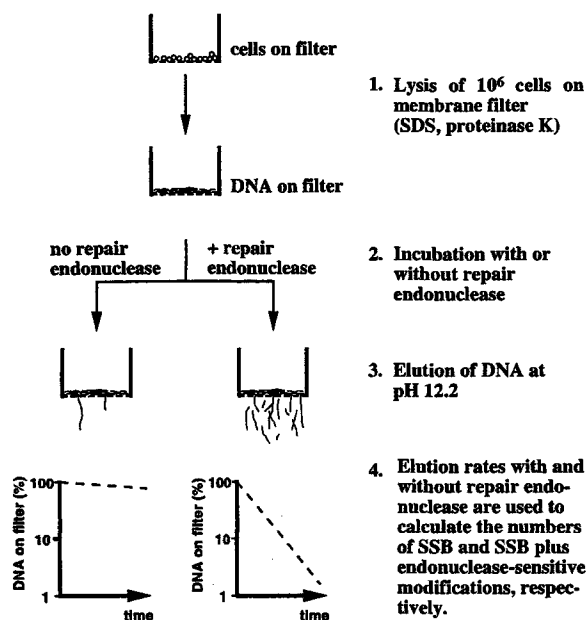 cells on filter
1. Lysis of 10⁶ cells on
membrane filter
(SDS, proteinase K)
DNA on filter
no repair
endonuclease
+ repair
endonuclease
2. Incubation with or
without repair
endonuclease
3. Elution of DNA at
pH 12.2
DNA on filter (%)
100
10
1
time
DNA on filter (%)
100
10
1
time
4. Elution rates with and
without repair endo-
nuclease are used to
calculate the numbers
of SSB and SSB plus
endonuclease-sensitive
modifications, respec-
tively.